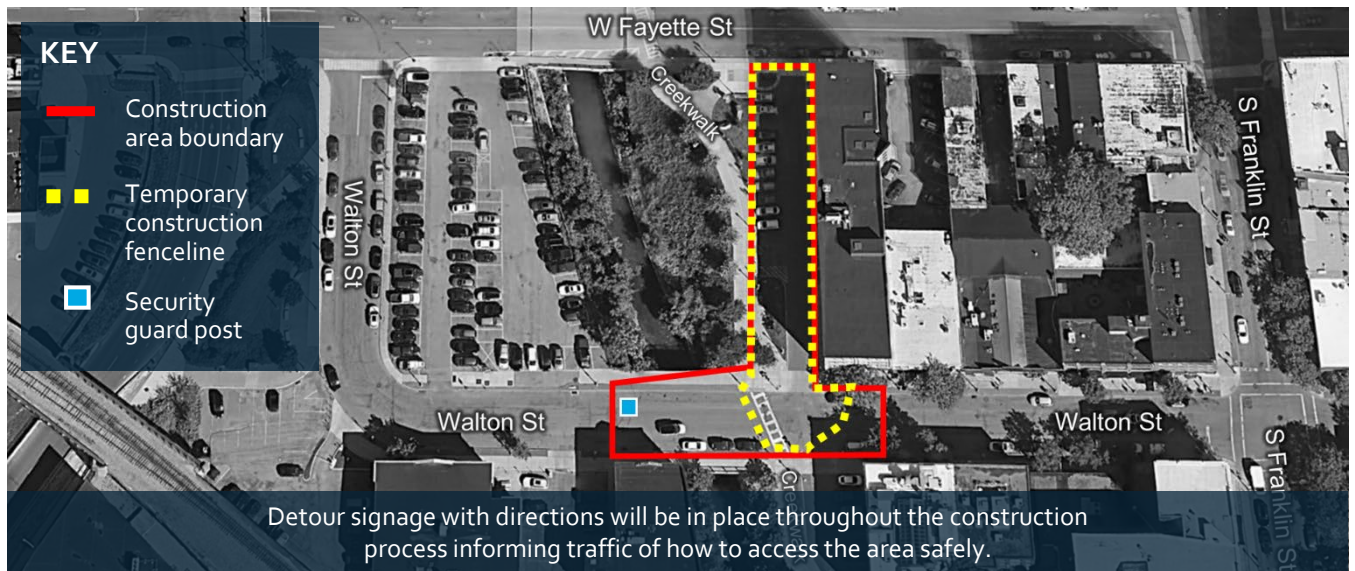 W Fayette St
KEY
Construction
area boundary
Temporary
construction
fenceline
Security
guard post
Creekwalk
Walton St
S Franklin St
Walton St
Walton St
S Franklin St
Detour signage with directions will be in place throughout the construction
process informing traffic of how to access the area safely.